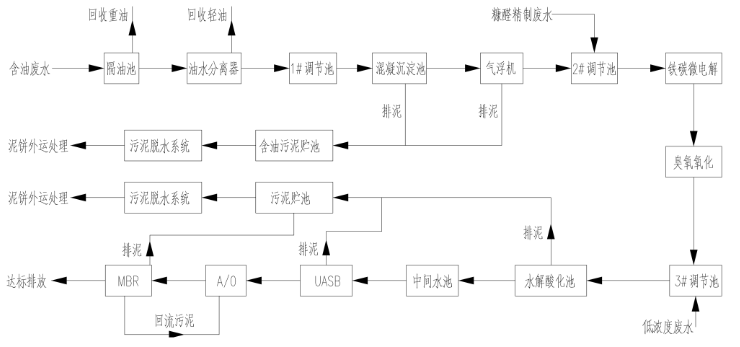 回收重油
回收轻油
糠醛精制废水
含油废水
隔油池
油水分离器
1#调节池
混凝沉淀池
气浮机
2#调节池
铁碳微电解
排泥
排泥
泥饼外运处理
污泥脱水系统
含油污泥贮池
臭氧氧化
泥饼外运处理
污泥脱水系统
污泥贮池
排泥
排泥
排泥
达标排放
MBR
A/O
UASB
中间水池
水解酸化池
3#调节池
回流污泥
低浓度废水